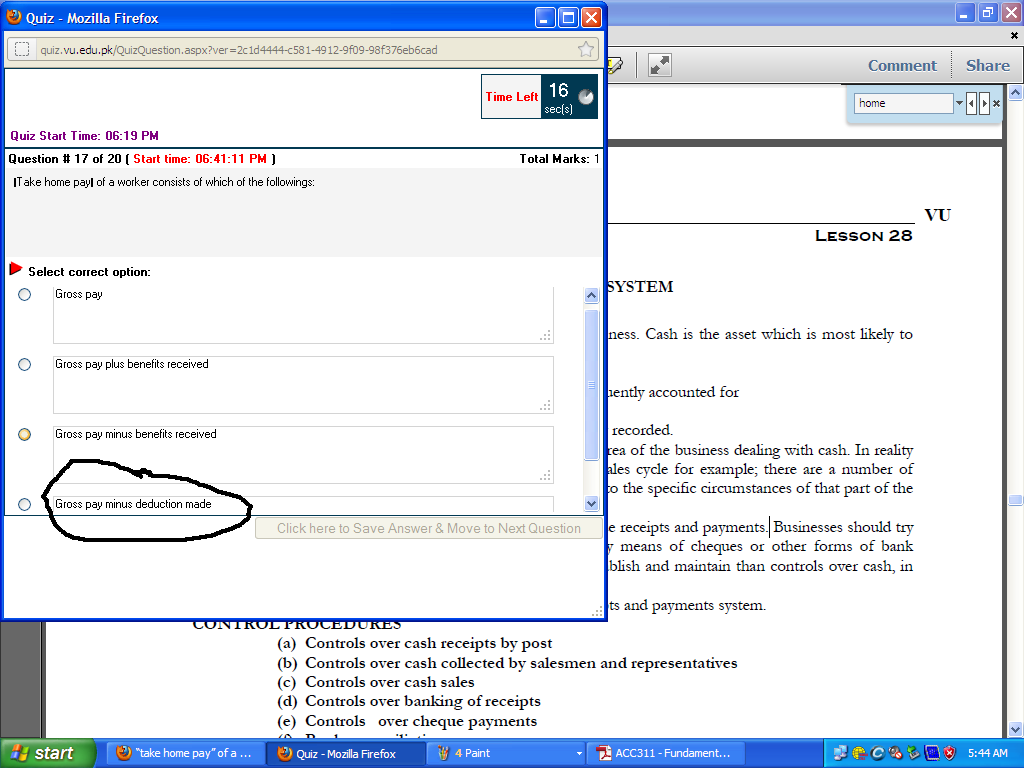 Quiz - Mozilla Firefox
quiz.vu.edu.pk/QuizQuestion.aspx?ver=2c1d4444-c581-4912-9f09-98f376eb6cad
Time Left 16 sec(s)
Quiz Start Time: 06:19 PM
Question # 17 of 20 ( Start time: 06:41:11 PM ) Total Marks: 1
Take home pay of a worker consists of which of the followings:
Select correct option:
Gross pay
Gross pay plus benefits received
Gross pay minus benefits received
Gross pay minus deduction made
Click here to Save Answer & Move to Next Question
Comment Share
home
VU
LESSON 28
SYSTEM
ness. Cash is the asset which is most likely to
uently accounted for
recorded.
rea of the business dealing with cash. In reality
ales cycle for example; there are a number of
to the specific circumstances of that part of the
e receipts and payments. Businesses should try
y means of cheques or other forms of bank
blish and maintain than controls over cash, in
ts and payments system.
CONTROL PROCEDURES
(a) Controls over cash receipts by post
(b) Controls over cash collected by salesmen and representatives
(c) Controls over cash sales
(d) Controls over banking of receipts
(e) Controls over cheque payments
start
"take home pay" of a ...
Quiz - Mozilla Firefox
4 Paint
ACC311 - Fundament...
5:44 AM